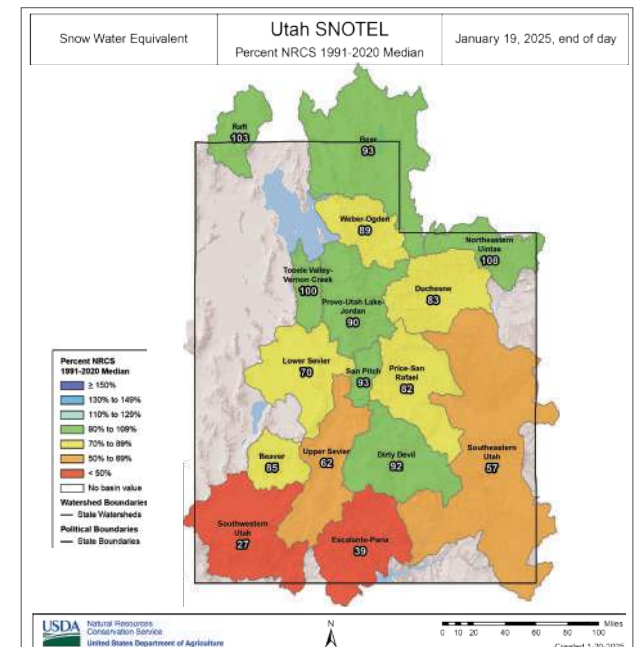 Snow Water Equivalent
Utah SNOTEL
Percent NRCS 1991-2020 Median
January 19, 2025, end of day
Raft
103
Bear
93
Weber-Ogden
89
Northeastern
Uintas
108
Tooele Valley-
Vernon Creek
100
Duchesne
83
Provo-Utah Lake-
Jordan
90
Lower Sevier
70
San Pitch
93
Price-San
Rafael
82
Beaver
85
Upper Sevier
62
Dirty Devil
92
Southeastern
Utah
57
Southwestern
Utah
27
Escalante-Paria
39
Percent NRCS
1991-2020 Median
≥ 150%
130% to 149%
110% to 129%
90% to 109%
70% to 89%
50% to 69%
< 50%
No basin value
Watershed Boundaries
State Watersheds
Political Boundaries
State Boundaries
USDA
Natural Resources
Conservation Service
United States Department of Agriculture
N
Miles
0 10 20 40 60 80 100
Created 1-20-2025